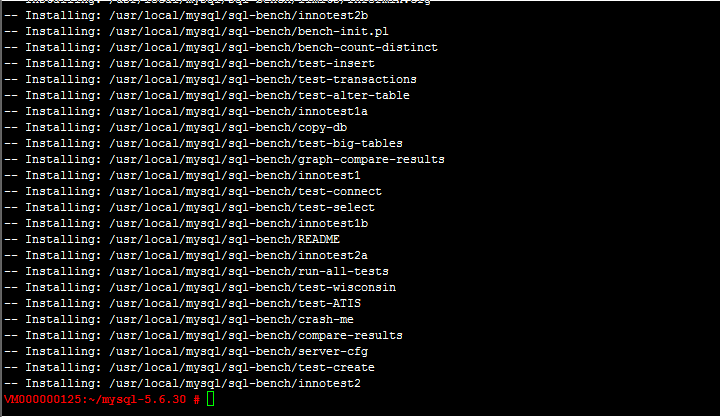 -- Installing: /usr/local/mysql/sql-bench/innotest2b
-- Installing: /usr/local/mysql/sql-bench/bench-init.pl
-- Installing: /usr/local/mysql/sql-bench/bench-count-distinct
-- Installing: /usr/local/mysql/sql-bench/test-insert
-- Installing: /usr/local/mysql/sql-bench/test-transactions
-- Installing: /usr/local/mysql/sql-bench/test-alter-table
-- Installing: /usr/local/mysql/sql-bench/innotest1a
-- Installing: /usr/local/mysql/sql-bench/copy-db
-- Installing: /usr/local/mysql/sql-bench/test-big-tables
-- Installing: /usr/local/mysql/sql-bench/graph-compare-results
-- Installing: /usr/local/mysql/sql-bench/innotest1
-- Installing: /usr/local/mysql/sql-bench/test-connect
-- Installing: /usr/local/mysql/sql-bench/test-select
-- Installing: /usr/local/mysql/sql-bench/innotest1b
-- Installing: /usr/local/mysql/sql-bench/README
-- Installing: /usr/local/mysql/sql-bench/innotest2a
-- Installing: /usr/local/mysql/sql-bench/run-all-tests
-- Installing: /usr/local/mysql/sql-bench/test-wisconsin
-- Installing: /usr/local/mysql/sql-bench/test-ATIS
-- Installing: /usr/local/mysql/sql-bench/crash-me
-- Installing: /usr/local/mysql/sql-bench/compare-results
-- Installing: /usr/local/mysql/sql-bench/server-cfg
-- Installing: /usr/local/mysql/sql-bench/test-create
-- Installing: /usr/local/mysql/sql-bench/innotest2
VM000000125:~/mysql-5.6.30 #